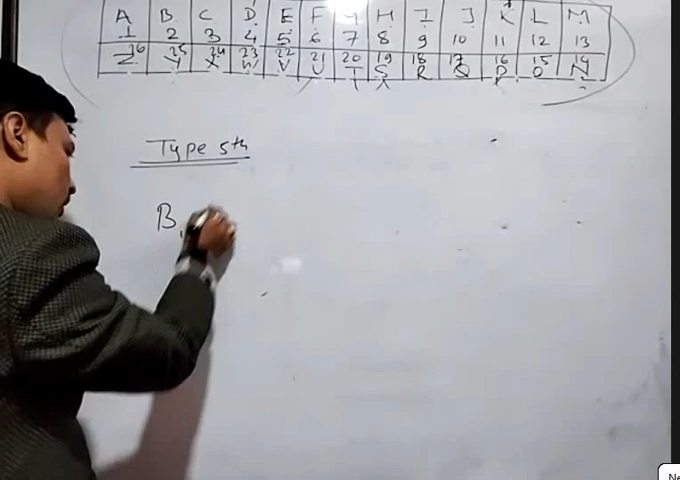 A B C D E F G H I J K L M
1 2 3 4 5 6 7 8 9 10 11 12 13
26 25 24 23 22 21 20 19 18 17 16 15 14
Z Y X W V U T S R Q P O N
Type 5th
B,
Ne